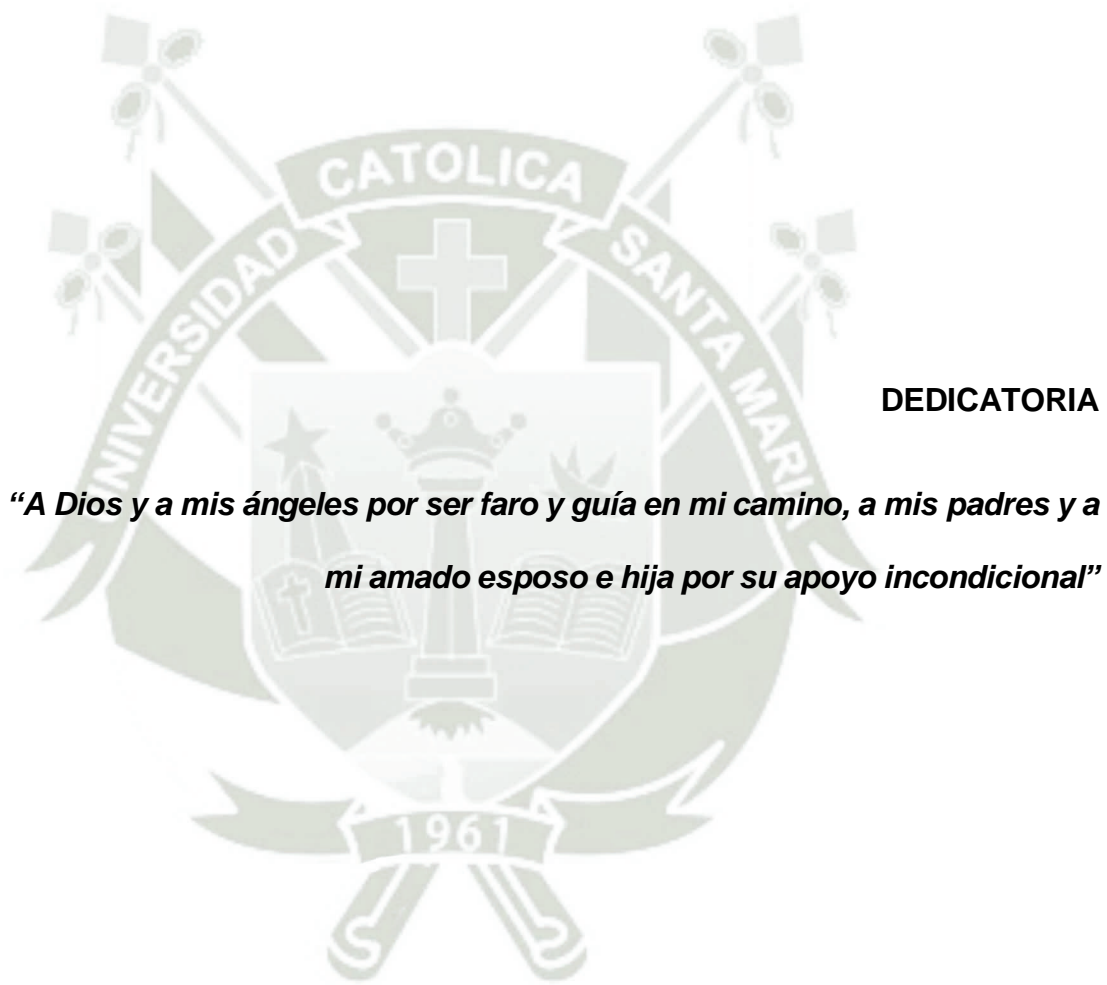 CATOLICA
UNIVERSIDAD
SANTA MARIA
DEDICATORIA
“A Dios y a mis ángeles por ser faro y guía en mi camino, a mis padres y a
mi amado esposo e hija por su apoyo incondicional”
1961